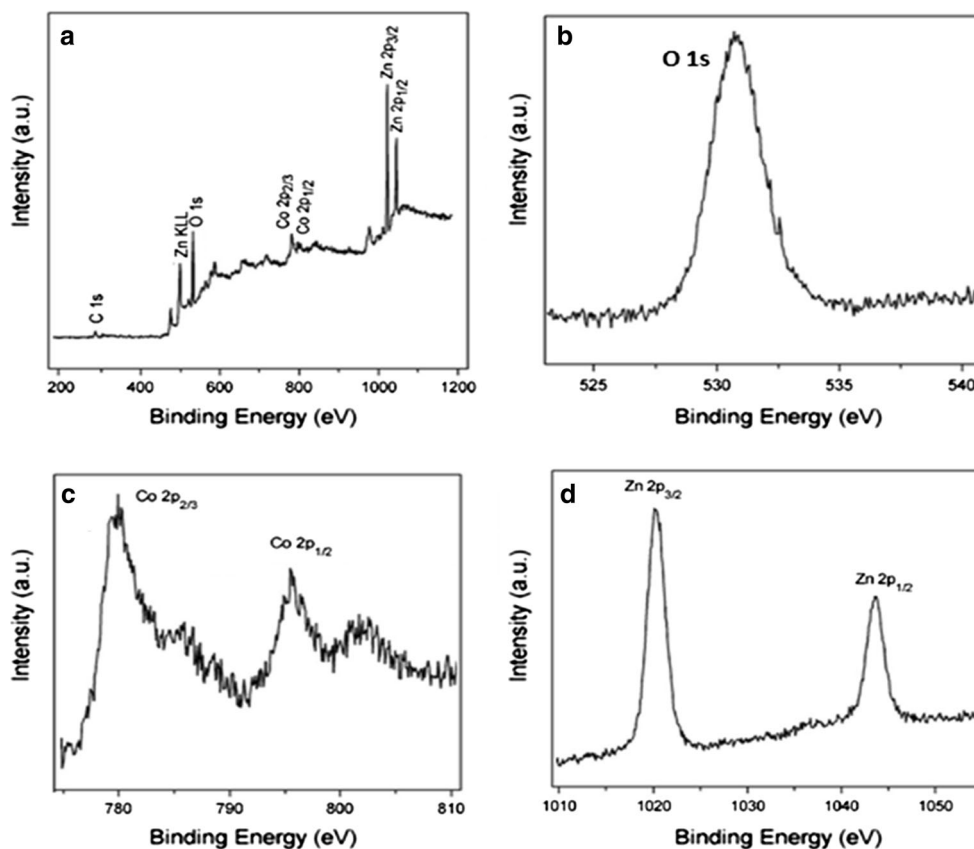 a
Intensity (a.u.)
C 1s
Zn KLL
O 1s
Co 2p2/3
Co 2p1/2
Zn 2p3/2
Zn 2p1/2
200 400 600 800 1000 1200
Binding Energy (eV)
b
Intensity (a.u.)
O 1s
525 530 535 540
Binding Energy (eV)
c
Intensity (a.u.)
Co 2p2/3
Co 2p1/2
780 790 800 810
Binding Energy (eV)
d
Intensity (a.u.)
Zn 2p3/2
Zn 2p1/2
1010 1020 1030 1040 1050
Binding Energy (eV)